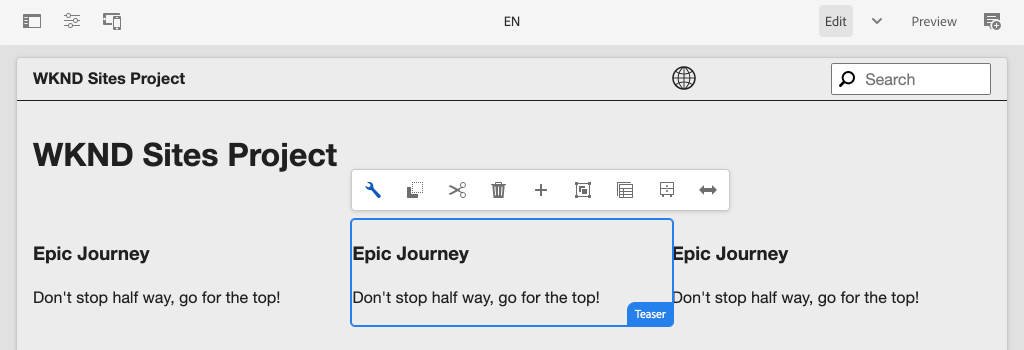 EN
Edit
Preview
WKND Sites Project
Search
WKND Sites Project
Epic Journey
Don't stop half way, go for the top!
Epic Journey
Don't stop half way, go for the top!
Teaser
Epic Journey
Don't stop half way, go for the top!